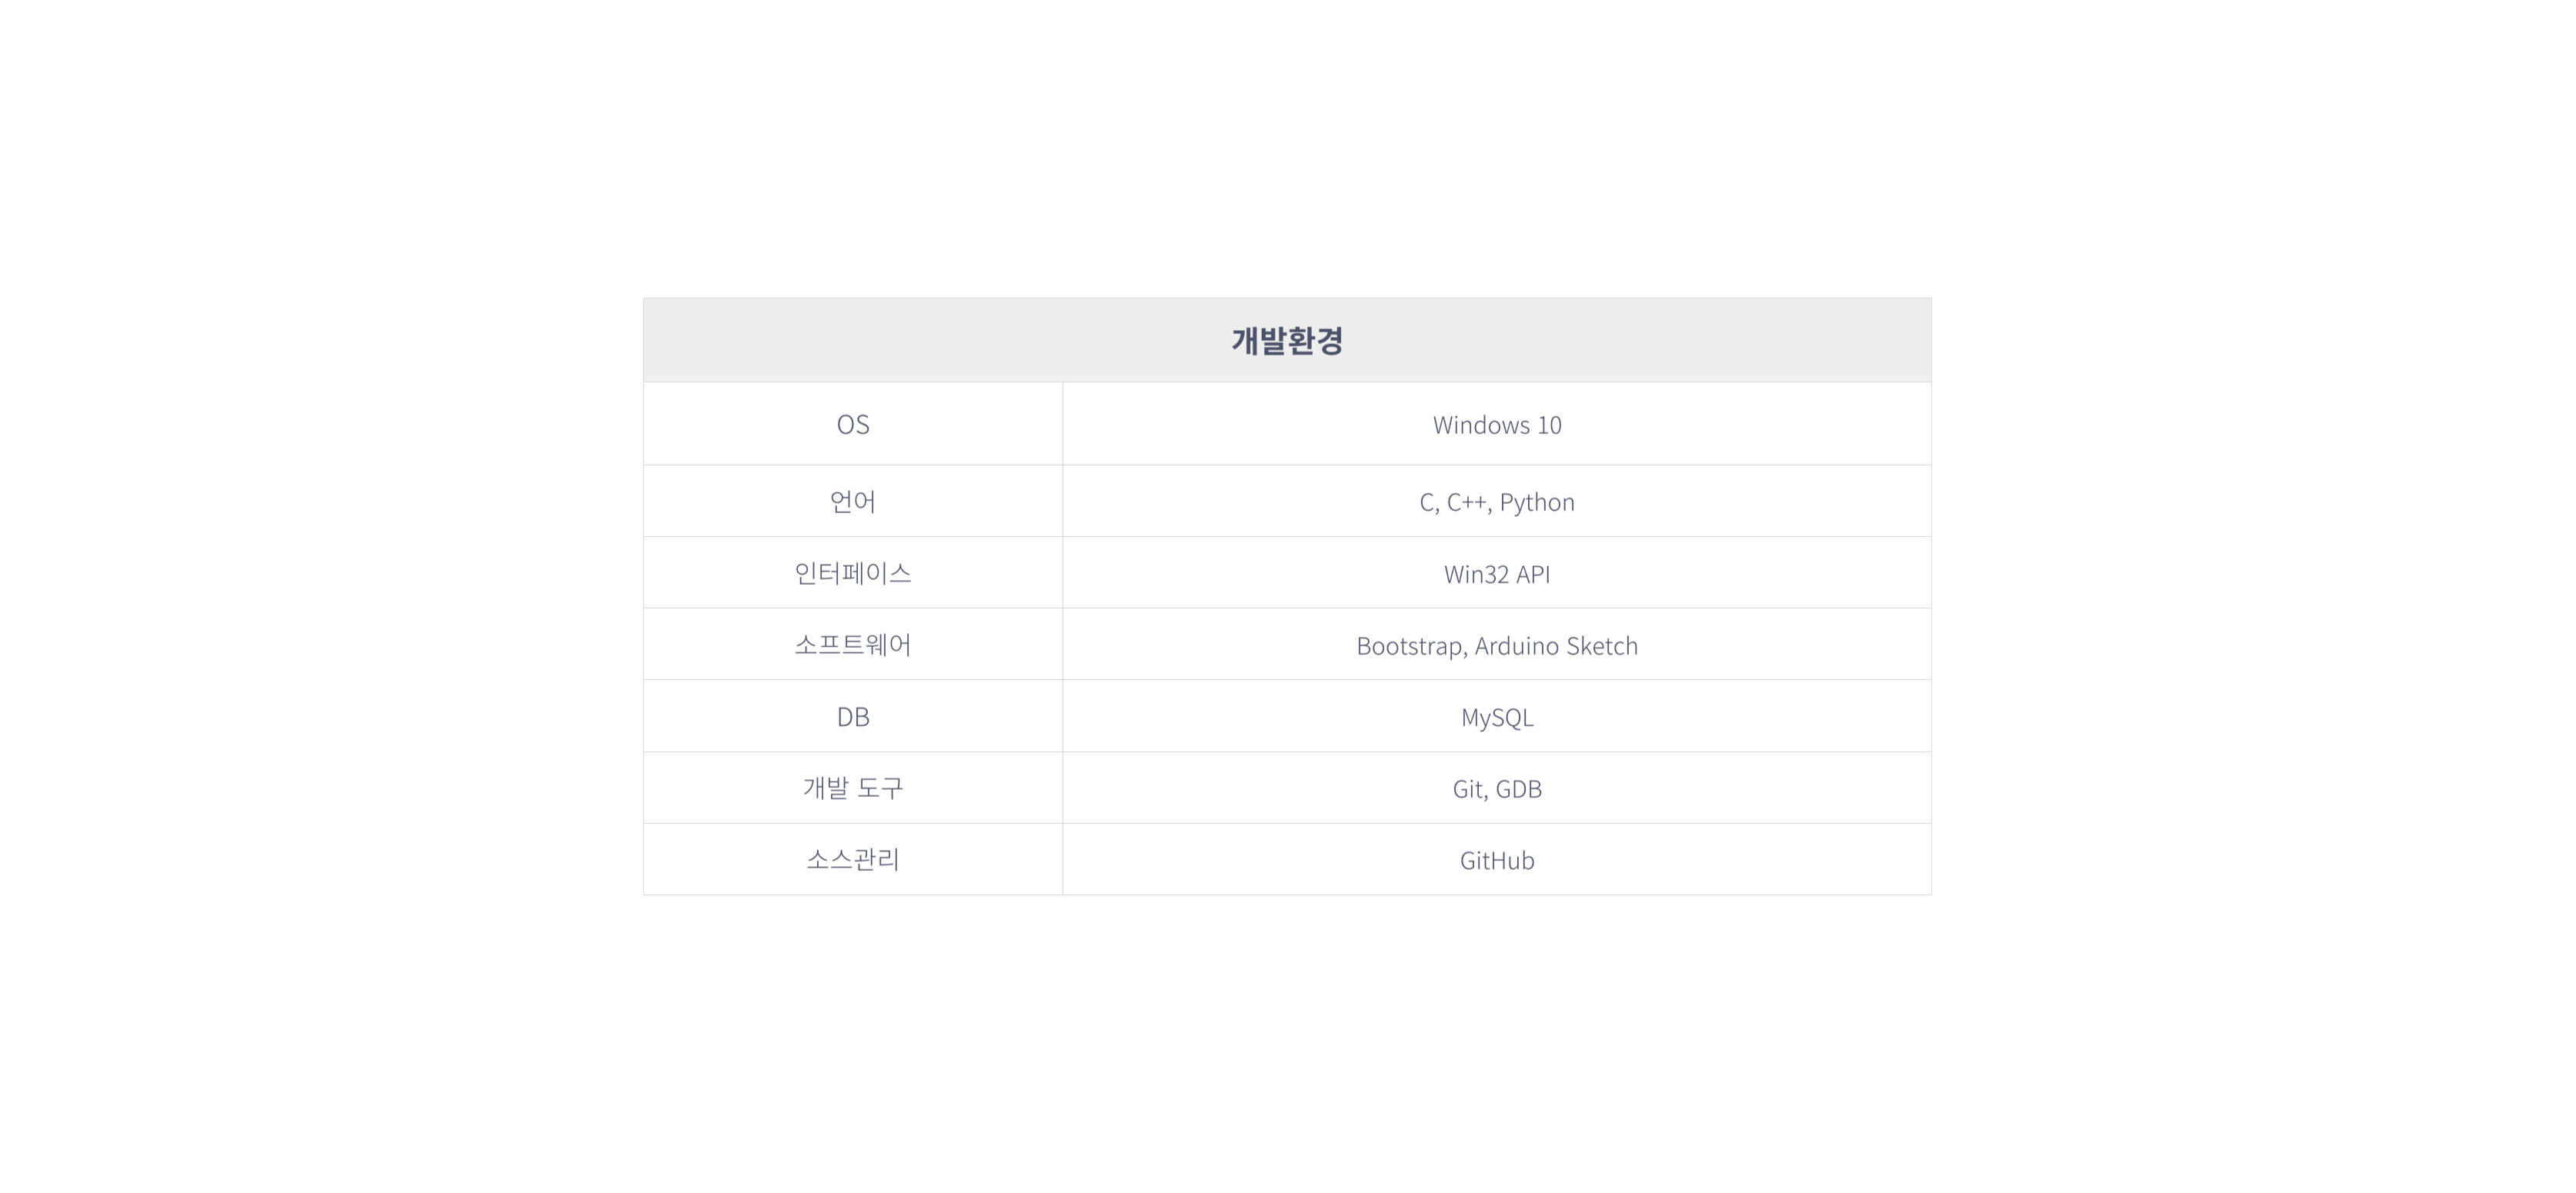 개발환경
OS Windows 10
언어 C, C++, Python
인터페이스 Win32 API
소프트웨어 Bootstrap, Arduino Sketch
DB MySQL
개발 도구 Git, GDB
소스관리 GitHub